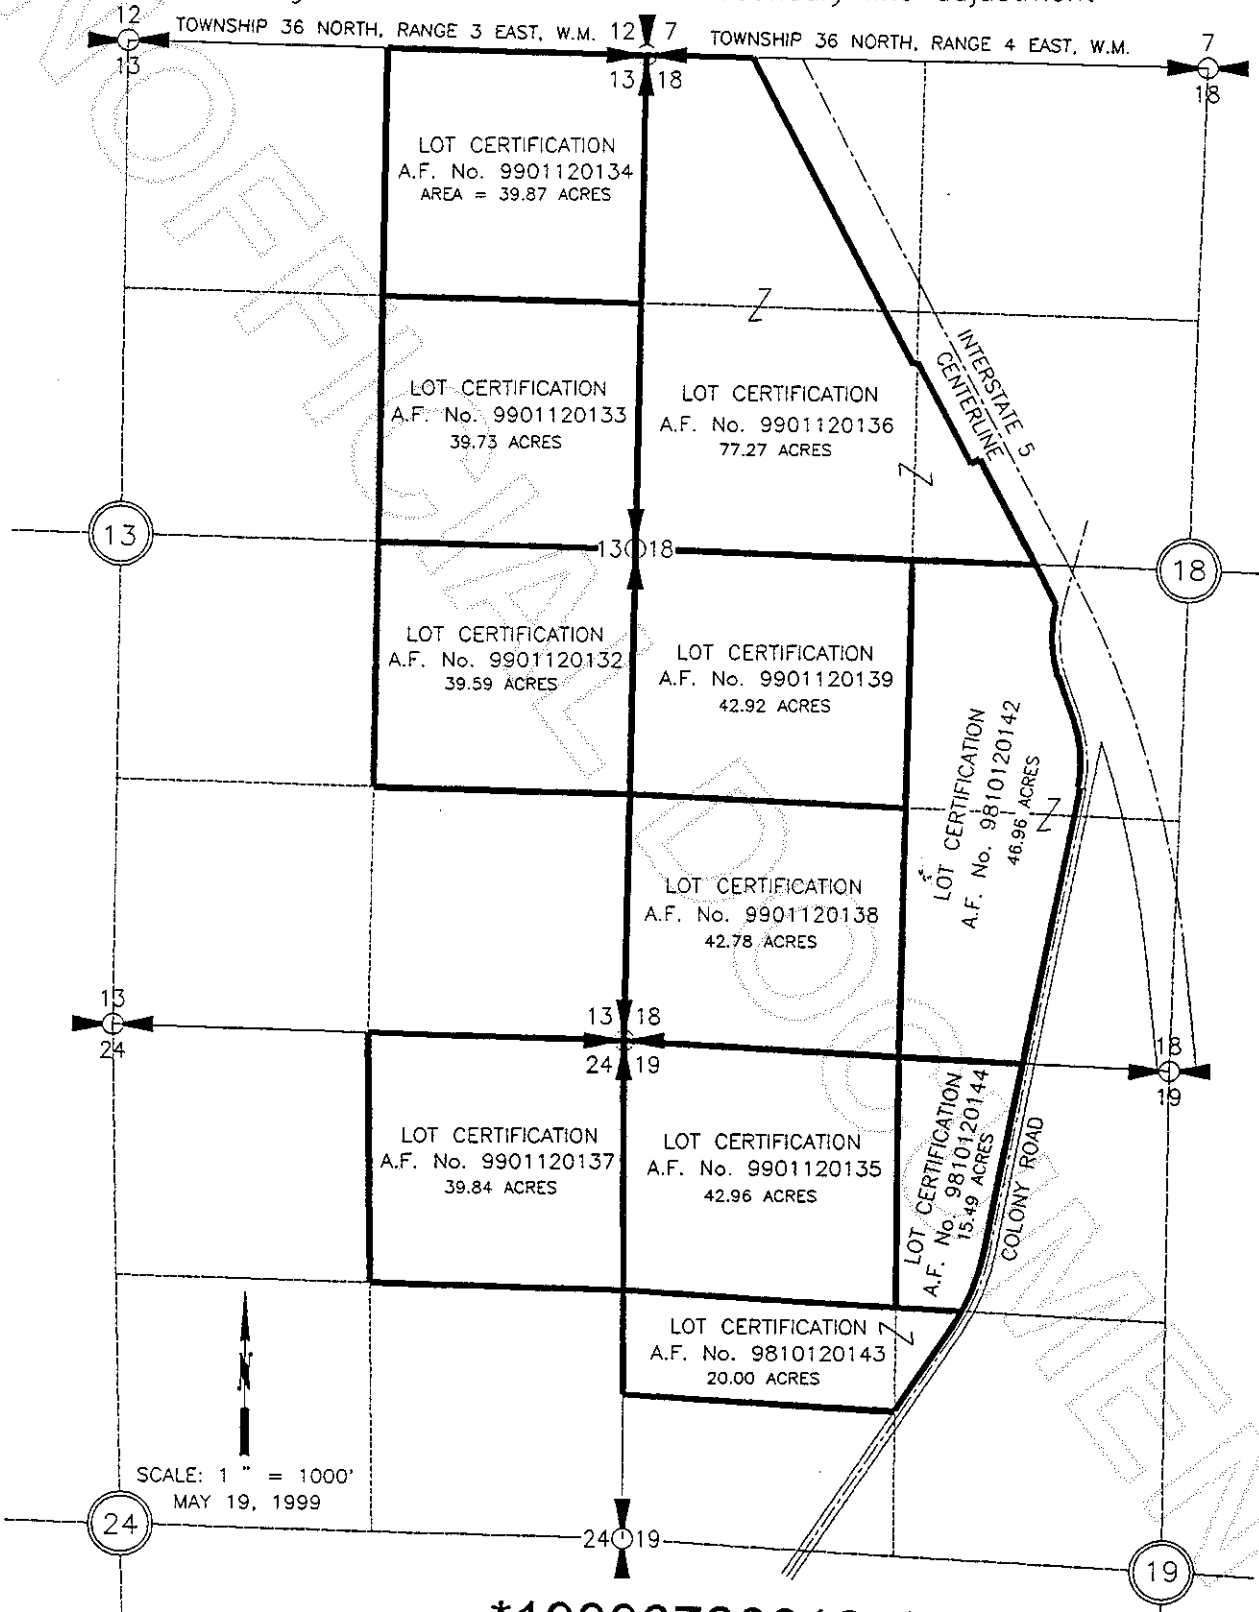 boundary line adjustment
12
TOWNSHIP 36 NORTH, RANGE 3 EAST, W.M.
12 7
TOWNSHIP 36 NORTH, RANGE 4 EAST, W.M.
7
13
13 18
18
LOT CERTIFICATION
A.F. No. 9901120134
AREA = 39.87 ACRES
INTERSTATE 5
CENTERLINE
LOT CERTIFICATION
A.F. No. 9901120133
39.73 ACRES
LOT CERTIFICATION
A.F. No. 9901120136
77.27 ACRES
13
13 18
18
LOT CERTIFICATION
A.F. No. 9901120132
39.59 ACRES
LOT CERTIFICATION
A.F. No. 9901120139
42.92 ACRES
LOT CERTIFICATION
A.F. No. 9810120142
46.96 ACRES
LOT CERTIFICATION
A.F. No. 9901120138
42.78 ACRES
13
24
13 18
24 19
18
19
LOT CERTIFICATION
A.F. No. 9901120137
39.84 ACRES
LOT CERTIFICATION
A.F. No. 9901120135
42.96 ACRES
LOT CERTIFICATION
A.F. No. 9810120144
15.49 ACRES
COLONY ROAD
LOT CERTIFICATION
A.F. No. 9810120143
20.00 ACRES
N
SCALE: 1 " = 1000'
MAY 19, 1999
24
24 19
19
UNOFFICIAL DOCUMENT